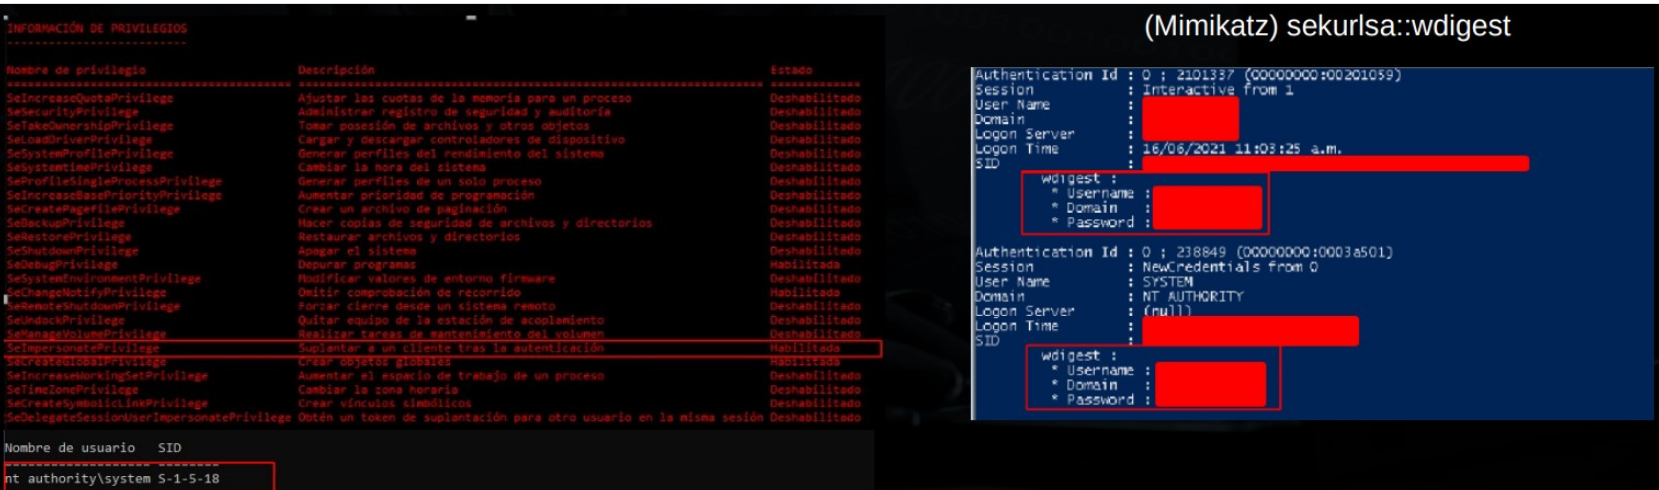 INFORMACIÓN DE PRIVILEGIOS
--------------------------
Nombre de privilegio Descripción Estado
SeIncreaseQuotaPrivilege Ajustar las cuotas de la memoria para un proceso Deshabilitado
SeSecurityPrivilege Administrar registro de seguridad y auditoría Deshabilitado
SeTakeOwnershipPrivilege Tomar posesión de archivos y otros objetos Deshabilitado
SeLoadDriverPrivilege Cargar y descargar controladores de dispositivo Deshabilitado
SeSystemProfilePrivilege Generar perfiles del rendimiento del sistema Deshabilitado
SeSystemtimePrivilege Cambiar la hora del sistema Deshabilitado
SeProfileSingleProcessPrivilege Generar perfiles de un solo proceso Deshabilitado
SeIncreaseBasePriorityPrivilege Aumentar prioridad de programación Deshabilitado
SeCreatePagefilePrivilege Crear un archivo de paginación Deshabilitado
SeBackupPrivilege Hacer copias de seguridad de archivos y directorios Deshabilitado
SeRestorePrivilege Restaurar archivos y directorios Deshabilitado
SeShutdownPrivilege Apagar el sistema Deshabilitado
SeDebugPrivilege Depurar programas Habilitada
SeSystemEnvironmentPrivilege Modificar valores de entorno firmware Deshabilitado
SeChangeNotifyPrivilege Omitir comprobación de recorrido Habilitada
SeRemoteShutdownPrivilege Forzar cierre desde un sistema remoto Deshabilitado
SeUndockPrivilege Quitar equipo de la estación de acoplamiento Deshabilitado
SeManageVolumePrivilege Realizar tareas de mantenimiento del volumen Deshabilitado
SeImpersonatePrivilege Suplantar a un cliente tras la autenticación Habilitada
SeCreateGlobalPrivilege Crear objetos globales Habilitada
SeIncreaseWorkingSetPrivilege Aumentar el espacio de trabajo de un proceso Deshabilitado
SeTimeZonePrivilege Cambiar la zona horaria Deshabilitado
SeCreateSymbolicLinkPrivilege Crear vínculos simbólicos Deshabilitado
SeDelegateSessionUserImpersonatePrivilege Obtén un token de suplantación para otro usuario en la misma sesión Deshabilitado
Nombre de usuario SID
nt authority\system S-1-5-18
(Mimikatz) sekurlsa::wdigest
Authentication Id : 0 ; 2101337 (00000000:00201059)
Session : Interactive from 1
User Name :
Domain :
Logon Server :
Logon Time : 16/06/2021 11:03:25 a.m.
SID :
wdigest :
* Username :
* Domain :
* Password :
Authentication Id : 0 ; 238849 (00000000:0003a501)
Session : NewCredentials from 0
User Name : SYSTEM
Domain : NT AUTHORITY
Logon Server : (null)
Logon Time :
SID :
wdigest :
* Username :
* Domain :
* Password :